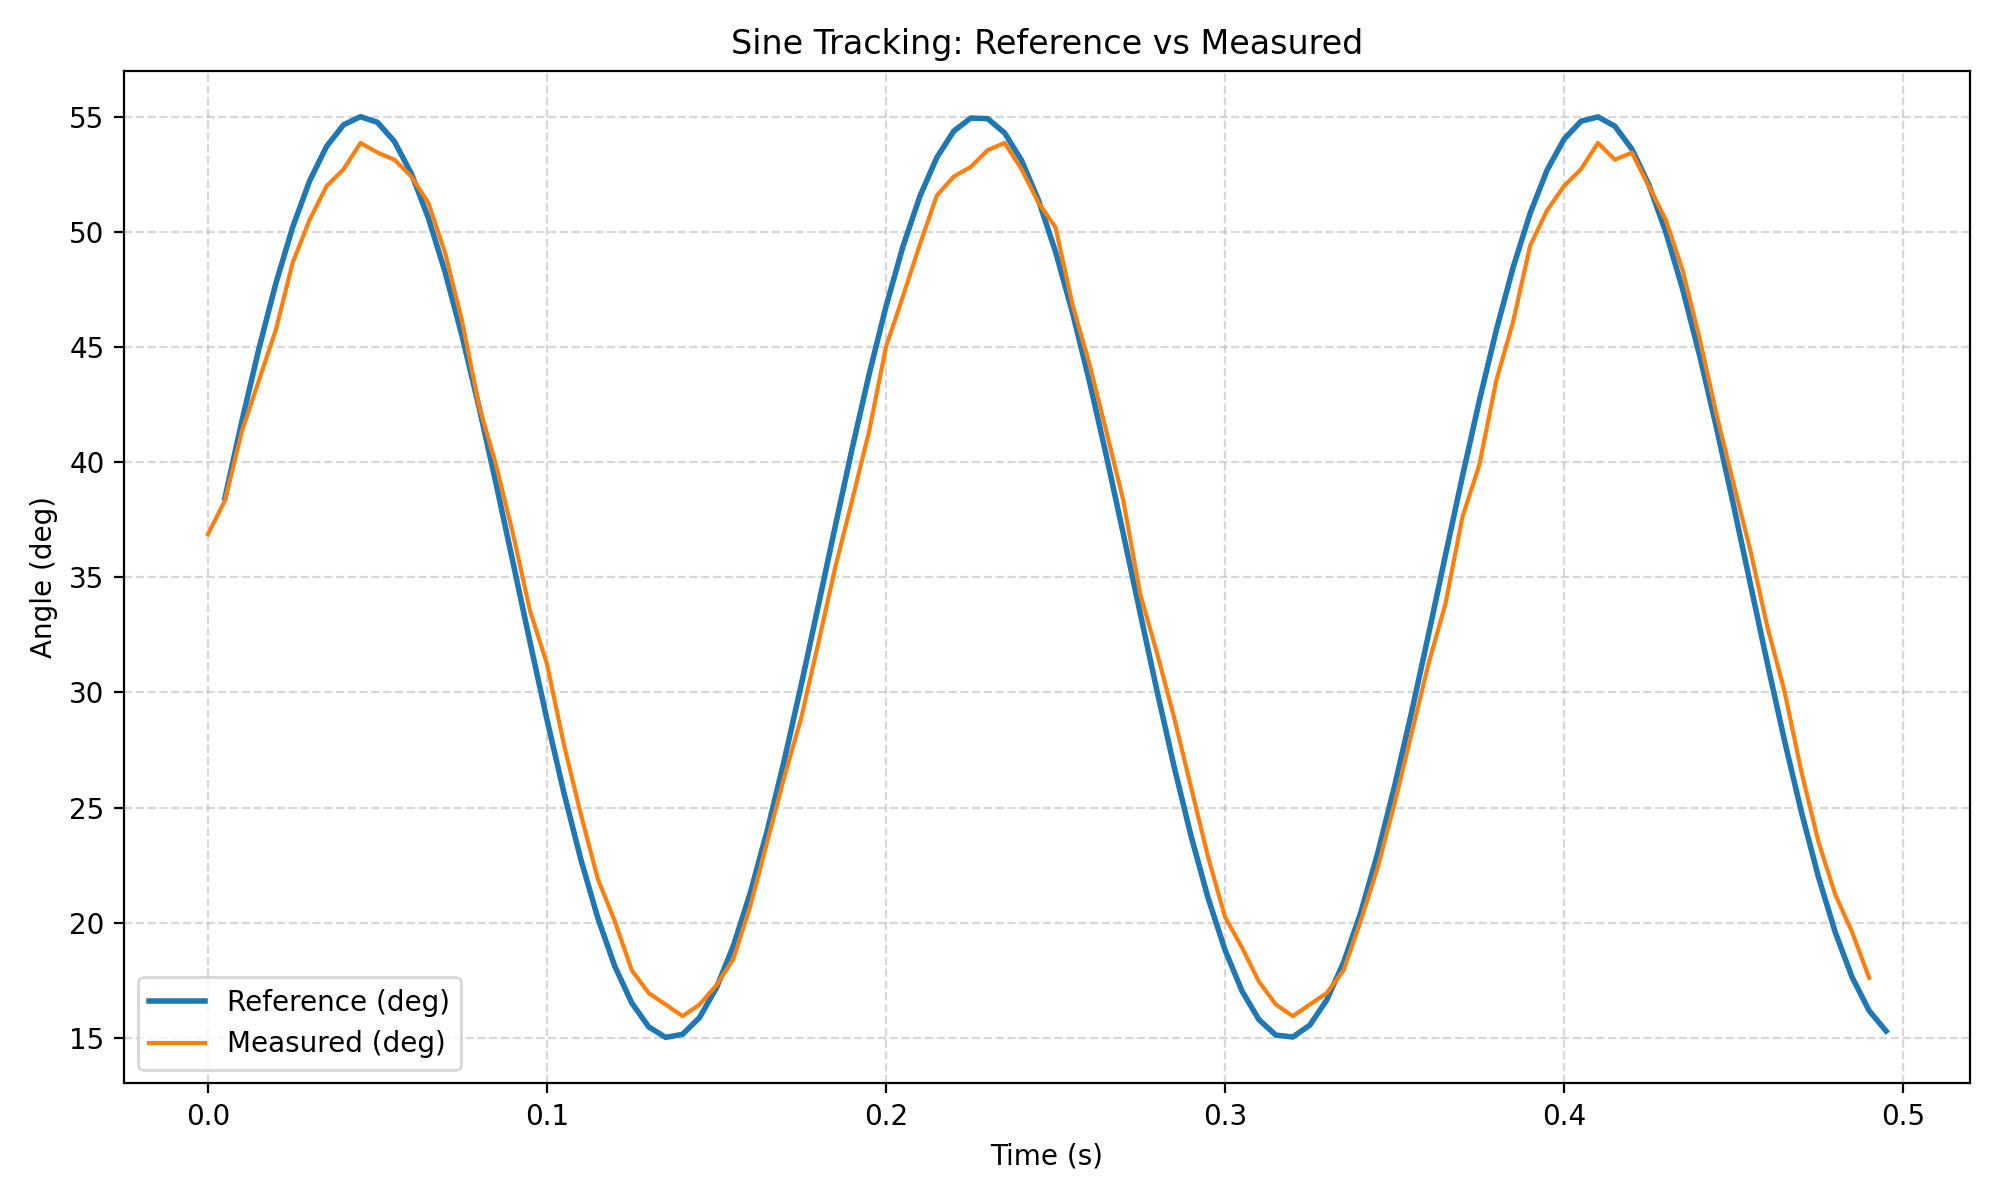 Sine Tracking: Reference vs Measured
55
50
45
40
35
30
25
20
15
Angle (deg)
Reference (deg)
Measured (deg)
0.0 0.1 0.2 0.3 0.4 0.5
Time (s)